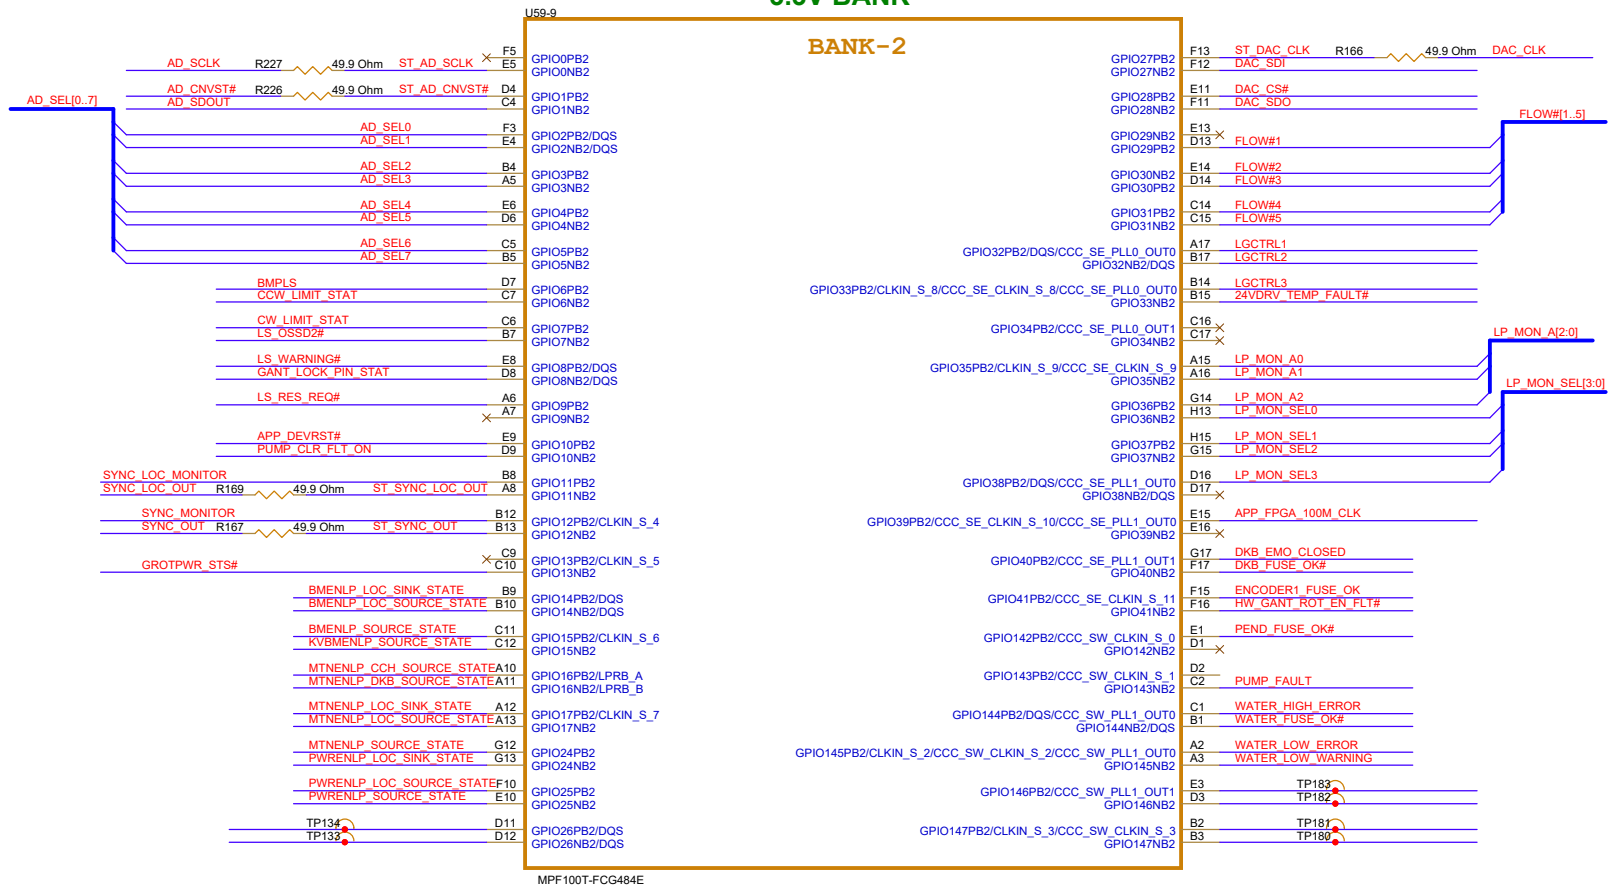 3.3V BANK
U59-9
BANK-2
F5 GPIO0PB2
AD_SCLK R227 49.9 Ohm ST_AD_SCLK E5 GPIO0NB2
AD_CNVST# R226 49.9 Ohm ST_AD_CNVST# D4 GPIO1PB2
AD_SDOUT C4 GPIO1NB2
AD_SEL[0..7]
AD_SEL0 F3 GPIO2PB2/DQS
AD_SEL1 E4 GPIO2NB2/DQS
AD_SEL2 B4 GPIO3PB2
AD_SEL3 A5 GPIO3NB2
AD_SEL4 E6 GPIO4PB2
AD_SEL5 D6 GPIO4NB2
AD_SEL6 C5 GPIO5PB2
AD_SEL7 B5 GPIO5NB2
BMPLS D7 GPIO6PB2
CCW_LIMIT_STAT C7 GPIO6NB2
CW_LIMIT_STAT C6 GPIO7PB2
LS_OSSD2# B7 GPIO7NB2
LS_WARNING# E8 GPIO8PB2/DQS
GANT_LOCK_PIN_STAT D8 GPIO8NB2/DQS
LS_RES_REQ# A6 GPIO9PB2
A7 GPIO9NB2
APP_DEVRST# E9 GPIO10PB2
PUMP_CLR_FLT_ON D9 GPIO10NB2
SYNC_LOC_MONITOR B8 GPIO11PB2
SYNC_LOC_OUT R169 49.9 Ohm ST_SYNC_LOC_OUT A8 GPIO11NB2
SYNC_MONITOR B12 GPIO12PB2/CLKIN_S_4
SYNC_OUT R167 49.9 Ohm ST_SYNC_OUT B13 GPIO12NB2
C9 GPIO13PB2/CLKIN_S_5
GROTPWR_STS# C10 GPIO13NB2
BMENLP_LOC_SINK_STATE B9 GPIO14PB2/DQS
BMENLP_LOC_SOURCE_STATE B10 GPIO14NB2/DQS
BMENLP_SOURCE_STATE C11 GPIO15PB2/CLKIN_S_6
KVBMENLP_SOURCE_STATE C12 GPIO15NB2
MTNENLP_CCH_SOURCE_STATE A10 GPIO16PB2/LPRB_A
MTNENLP_DKB_SOURCE_STATE A11 GPIO16NB2/LPRB_B
MTNENLP_LOC_SINK_STATE A12 GPIO17PB2/CLKIN_S_7
MTNENLP_LOC_SOURCE_STATE A13 GPIO17NB2
MTNENLP_SOURCE_STATE G12 GPIO24PB2
PWRENLP_LOC_SINK_STATE G13 GPIO24NB2
PWRENLP_LOC_SOURCE_STATE F10 GPIO25PB2
PWRENLP_SOURCE_STATE E10 GPIO25NB2
TP134 D11 GPIO26PB2/DQS
TP133 D12 GPIO26NB2/DQS
GPIO27PB2 F13 ST_DAC_CLK R166 49.9 Ohm DAC_CLK
GPIO27NB2 F12 DAC_SDI
GPIO28PB2 E11 DAC_CS#
GPIO28NB2 F11 DAC_SDO
FLOW#[1..5]
GPIO29NB2 E13
GPIO29PB2 D13 FLOW#1
GPIO30NB2 E14 FLOW#2
GPIO30PB2 D14 FLOW#3
GPIO31PB2 C14 FLOW#4
GPIO31NB2 C15 FLOW#5
GPIO32PB2/DQS/CCC_SE_PLL0_OUT0 A17 LGCTRL1
GPIO32NB2/DQS B17 LGCTRL2
GPIO33PB2/CLKIN_S_8/CCC_SE_CLKIN_S_8/CCC_SE_PLL0_OUT0 B14 LGCTRL3
GPIO33NB2 B15 24VDRV_TEMP_FAULT#
GPIO34PB2/CCC_SE_PLL0_OUT1 C16
GPIO34NB2 C17
LP_MON_A[2:0]
GPIO35PB2/CLKIN_S_9/CCC_SE_CLKIN_S_9 A15 LP_MON_A0
GPIO35NB2 A16 LP_MON_A1
LP_MON_SEL[3:0]
GPIO36PB2 G14 LP_MON_A2
GPIO36NB2 H13 LP_MON_SEL0
GPIO37PB2 H15 LP_MON_SEL1
GPIO37NB2 G15 LP_MON_SEL2
GPIO38PB2/DQS/CCC_SE_PLL1_OUT0 D16 LP_MON_SEL3
GPIO38NB2/DQS D17
GPIO39PB2/CCC_SE_CLKIN_S_10/CCC_SE_PLL1_OUT0 E15 APP_FPGA_100M_CLK
GPIO39NB2 E16
GPIO40PB2/CCC_SE_PLL1_OUT1 G17 DKB_EMO_CLOSED
GPIO40NB2 F17 DKB_FUSE_OK#
GPIO41PB2/CCC_SE_CLKIN_S_11 F15 ENCODER1_FUSE_OK
GPIO41NB2 F16 HW_GANT_ROT_EN_FLT#
GPIO142PB2/CCC_SW_CLKIN_S_0 E1 PEND_FUSE_OK#
GPIO142NB2 D1
GPIO143PB2/CCC_SW_CLKIN_S_1 D2
GPIO143NB2 C2 PUMP_FAULT
GPIO144PB2/DQS/CCC_SW_PLL1_OUT0 C1 WATER_HIGH_ERROR
GPIO144NB2/DQS B1 WATER_FUSE_OK#
GPIO145PB2/CLKIN_S_2/CCC_SW_CLKIN_S_2/CCC_SW_PLL1_OUT0 A2 WATER_LOW_ERROR
GPIO145NB2 A3 WATER_LOW_WARNING
GPIO146PB2/CCC_SW_PLL1_OUT1 E3 TP183
GPIO146NB2 D3 TP182
GPIO147PB2/CLKIN_S_3/CCC_SW_CLKIN_S_3 B2 TP181
GPIO147NB2 B3 TP180
MPF100T-FCG484E